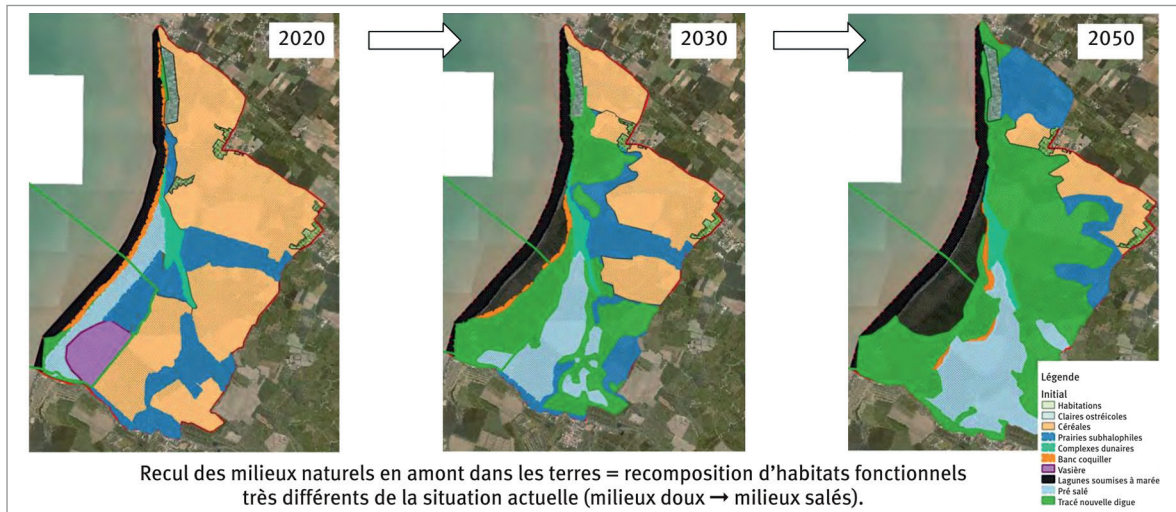 2020
2030
2050
Légende
Initial
Habitations
Claires ostréicoles
Céréales
Prairies subhalophiles
Complexes dunaires
Banc coquiller
Vasière
Lagunes soumises à marée
Pré salé
Tracé nouvelle digue
Recul des milieux naturels en amont dans les terres = recomposition d'habitats fonctionnels
très différents de la situation actuelle (milieux doux → milieux salés).